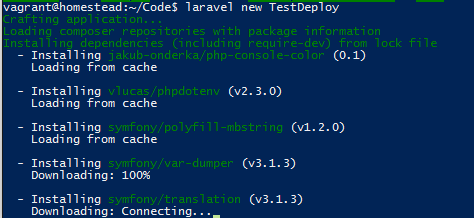 vagrant@homestead:~/Code$ laravel new TestDeploy
Crafting application...
Loading composer repositories with package information
Installing dependencies (including require-dev) from lock file
- Installing jakub-onderka/php-console-color (0.1)
Loading from cache
- Installing vlucas/phpdotenv (v2.3.0)
Loading from cache
- Installing symfony/polyfill-mbstring (v1.2.0)
Loading from cache
- Installing symfony/var-dumper (v3.1.3)
Downloading: 100%
- Installing symfony/translation (v3.1.3)
Downloading: Connecting...